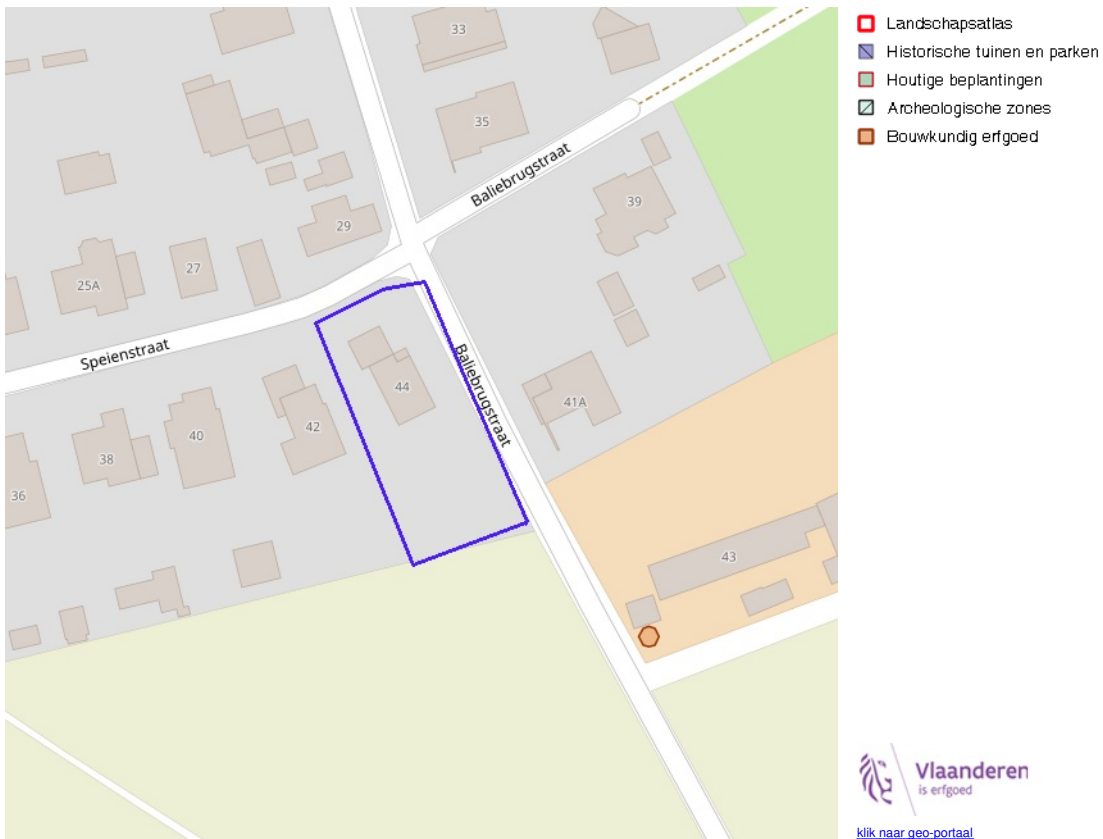 33
35
Baliebrugstraat
39
29
27
25A
Speienstraat
44
Baliebrugstraat
41A
42
40
38
36
43
Landschapsatlas
Historische tuinen en parken
Houtige beplantingen
Archeologische zones
Bouwkundig erfgoed
Vlaanderen
is erfgoed
klik naar geo-portaal